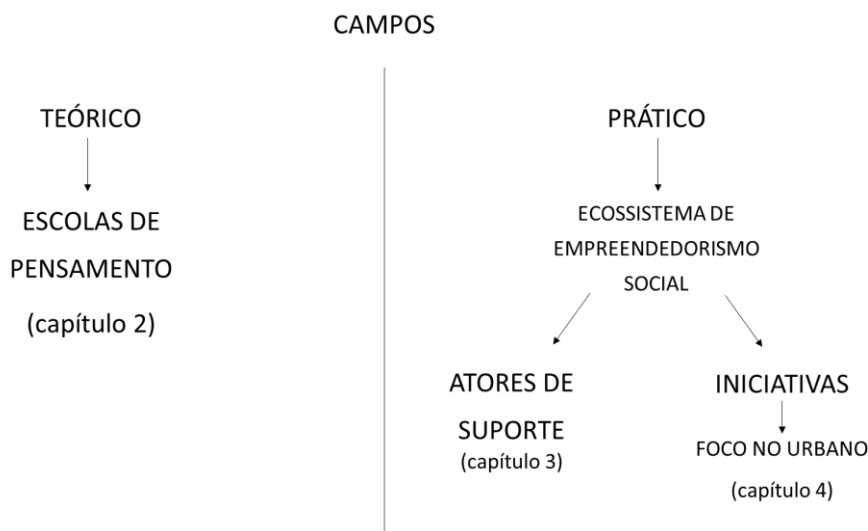 CAMPOS
TEÓRICO
ESCOLAS DE
PENSAMENTO
(capítulo 2)
PRÁTICO
ECOSSISTEMA DE
EMPREENDEDORISMO
SOCIAL
ATORES DE
SUPORTE
(capítulo 3)
INICIATIVAS
FOCO NO URBANO
(capítulo 4)